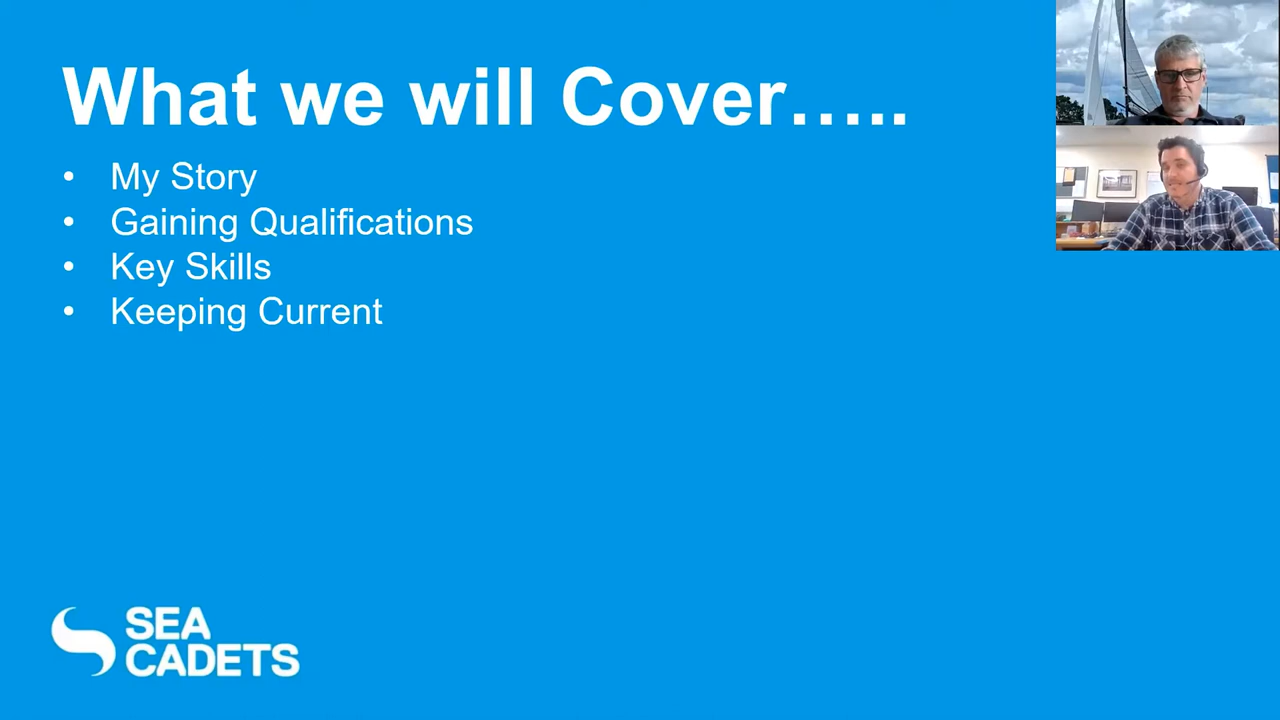 What we will Cover…..
• My Story
• Gaining Qualifications
• Key Skills
• Keeping Current
SEA
CADETS